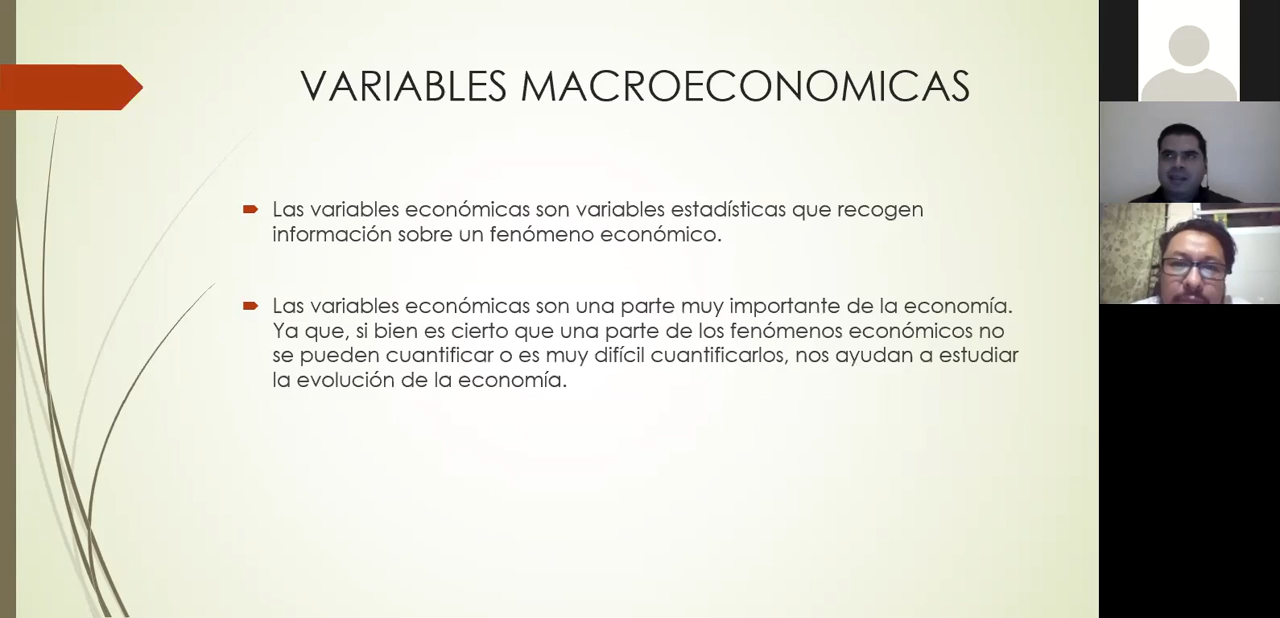 VARIABLES MACROECONOMICAS
Las variables económicas son variables estadísticas que recogen
información sobre un fenómeno económico.
Las variables económicas son una parte muy importante de la economía.
Ya que, si bien es cierto que una parte de los fenómenos económicos no
se pueden cuantificar o es muy difícil cuantificarlos, nos ayudan a estudiar
la evolución de la economía.